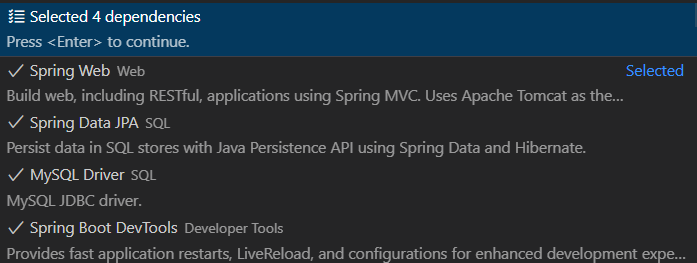 Selected 4 dependencies
Press <Enter> to continue.
Spring Web Web Selected
Build web, including RESTful, applications using Spring MVC. Uses Apache Tomcat as the...
Spring Data JPA SQL
Persist data in SQL stores with Java Persistence API using Spring Data and Hibernate.
MySQL Driver SQL
MySQL JDBC driver.
Spring Boot DevTools Developer Tools
Provides fast application restarts, LiveReload, and configurations for enhanced development expe...